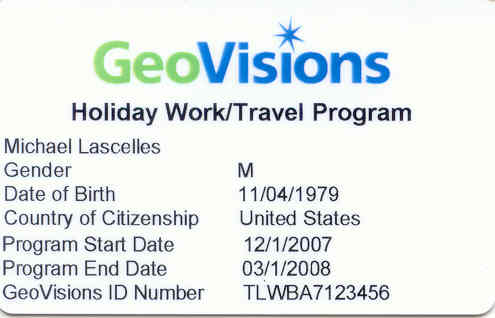 GeoVisions
Holiday Work/Travel Program
Michael Lascelles
Gender M
Date of Birth 11/04/1979
Country of Citizenship United States
Program Start Date 12/1/2007
Program End Date 03/1/2008
GeoVisions ID Number TLWBA7123456